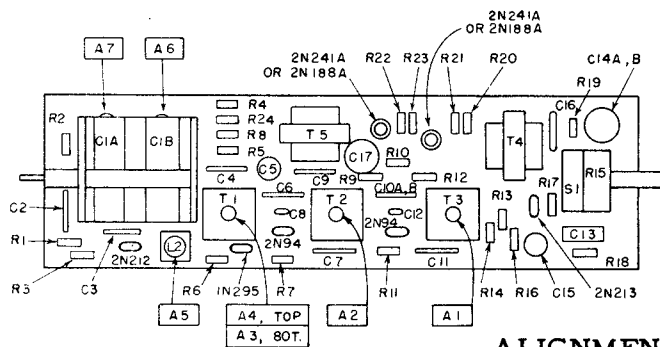 2N241A
OR 2N188A
2N241A
OR 2N188A
R22 R23
R21 R20
C14A, B
A7 A6
R19
C16
R2
R4
R24
R8
R5
C1A C1B
T5
C17
R10
T4
C4
C5
C9
R9
R12
S1 R15
C2
C6
C10A, B
R13
R17
T1
C8
T2
2N94
C12
T3
R1
2N94
C13
R3
C3
2N212
L2
C7
C11
R6
1N295
R7
R11
R14
R16
C15
2N213
R18
A5
A4, TOP
A3, BOT.
A2
A1
ALIGNMEN